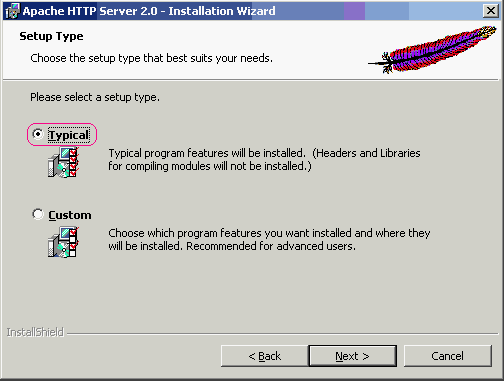 Apache HTTP Server 2.0 - Installation Wizard
Setup Type
Choose the setup type that best suits your needs.
Please select a setup type.
Typical
Typical program features will be installed. (Headers and Libraries
for compiling modules will not be installed.)
Custom
Choose which program features you want installed and where they
will be installed. Recommended for advanced users.
InstallShield
< Back
Next >
Cancel